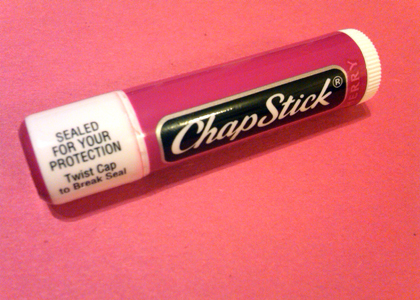 SEALED
FOR YOUR
PROTECTION
Twist Cap
to Break Seal
ChapStick®